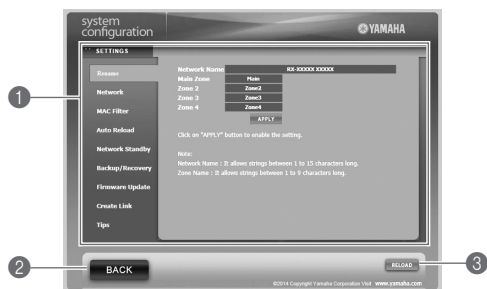 system
configuration
YAMAHA
SETTINGS
Rename
Network
MAC Filter
Auto Reload
Network Standby
Backup/Recovery
Firmware Update
Create Link
Tips
Network Name RX-XXXXX XXXXX
Main Zone Main
Zone 2 Zone2
Zone 3 Zone3
Zone 4 Zone4
APPLY
Click on "APPLY" button to enable the setting.
Note:
Network Name : It allows strings between 1 to 15 characters long.
Zone Name : It allows strings between 1 to 9 characters long.
1
2
BACK
RELOAD
3
©2014 Copyright Yamaha Corporation Visit www.yamaha.com